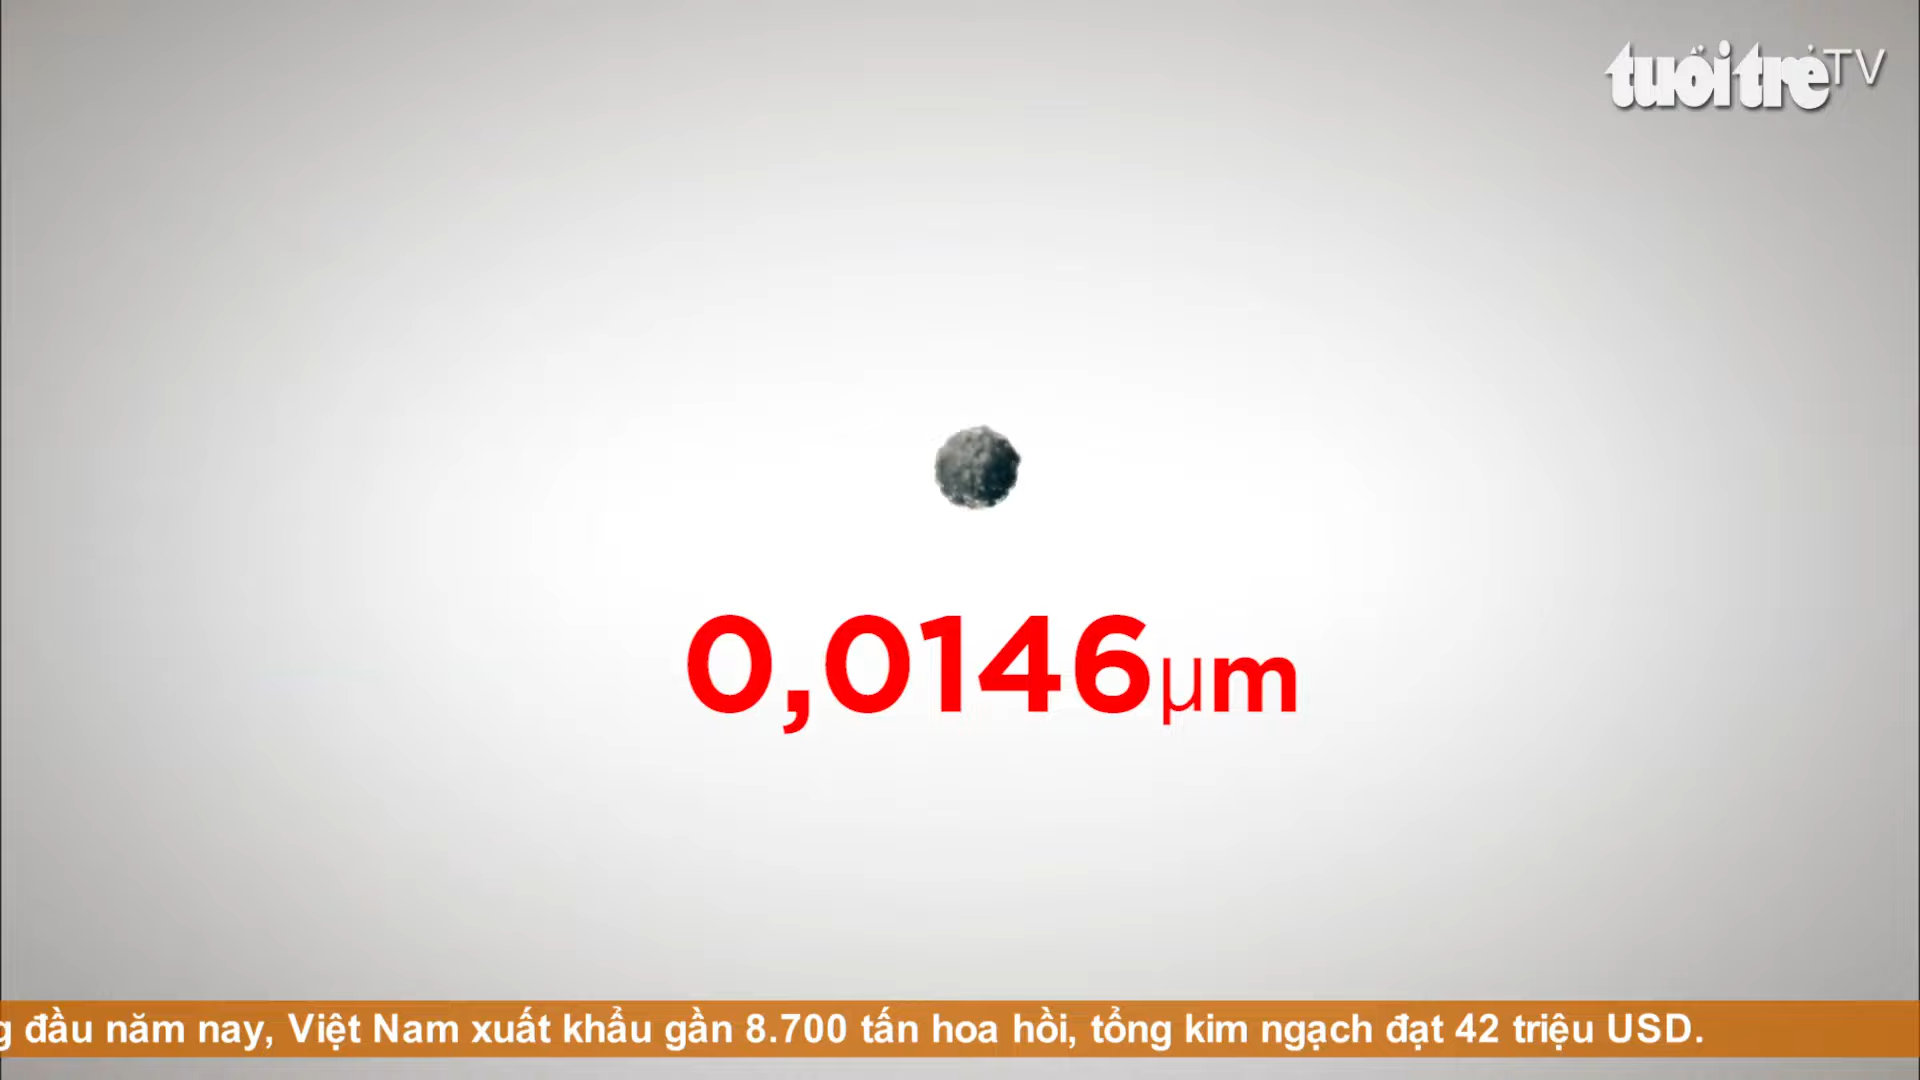 tuổi trẻ TV
0,0146µm
g đầu năm nay, Việt Nam xuất khẩu gần 8.700 tấn hoa hồi, tổng kim ngạch đạt 42 triệu USD.